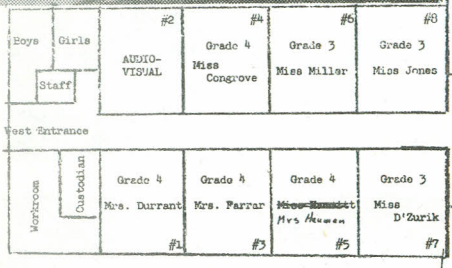 #2 #4 #6 #8
Boys Girls
AUDIO-
VISUAL
Grade 4
Miss
Congrove
Grade 3
Miss Miller
Grade 3
Miss Jones
Staff
West Entrance
Workroom
Custodian
Grade 4
Mrs. Durrant
#1
Grade 4
Mrs. Farrar
#3
Grade 4
Miss
Mrs Heuman
#5
Grade 3
Miss
D'Zurik
#7